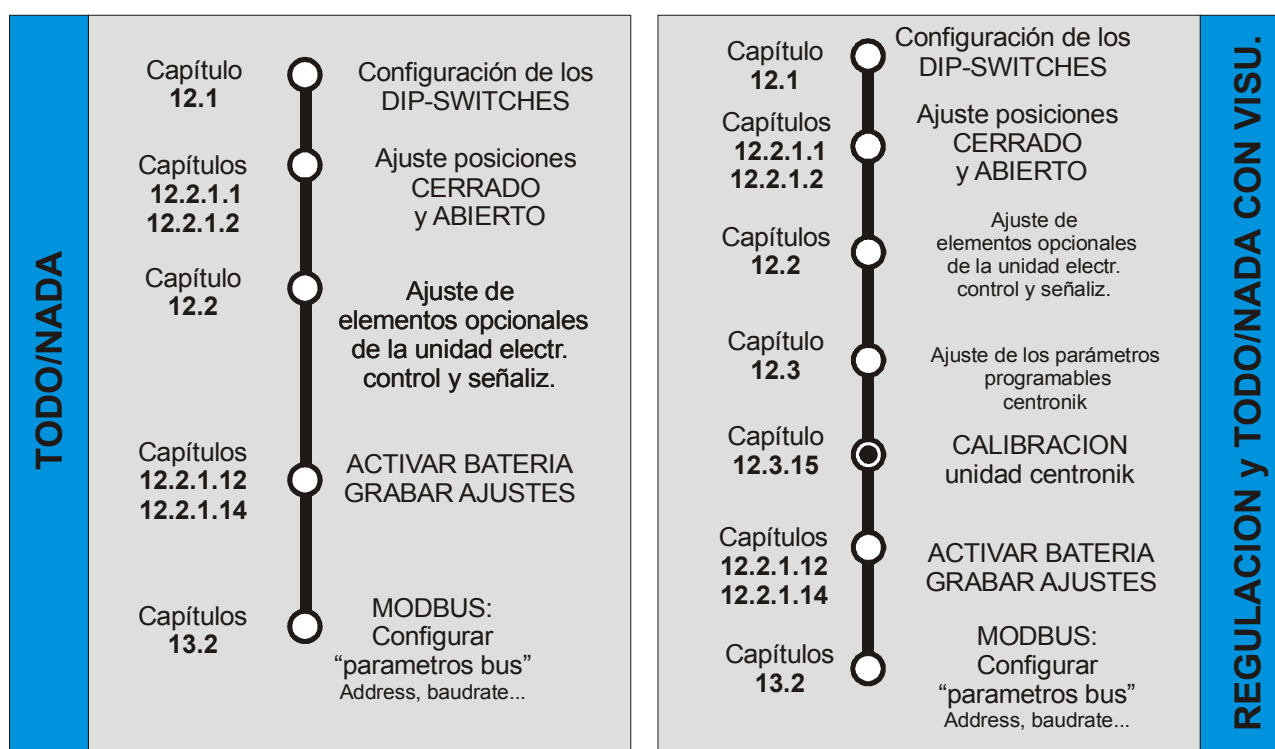 TODO/NADA
Capítulo
12.1
Configuración de los
DIP-SWITCHES
Capítulos
12.2.1.1
12.2.1.2
Ajuste posiciones
CERRADO
y ABIERTO
Capítulo
12.2
Ajuste de
elementos opcionales
de la unidad electr.
control y señaliz.
Capítulos
12.2.1.12
12.2.1.14
ACTIVAR BATERIA
GRABAR AJUSTES
Capítulos
13.2
MODBUS:
Configurar
“parametros bus”
Address, baudrate...
Capítulo
12.1
Configuración de los
DIP-SWITCHES
Capítulos
12.2.1.1
12.2.1.2
Ajuste posiciones
CERRADO
y ABIERTO
Capítulos
12.2
Ajuste de
elementos opcionales
de la unidad electr.
control y señaliz.
Capítulo
12.3
Ajuste de los parámetros
programables
centronik
Capítulo
12.3.15
CALIBRACION
unidad centronik
Capítulos
12.2.1.12
12.2.1.14
ACTIVAR BATERIA
GRABAR AJUSTES
Capítulos
13.2
MODBUS:
Configurar
“parametros bus”
Address, baudrate...
REGULACION y TODO/NADA CON VISU.